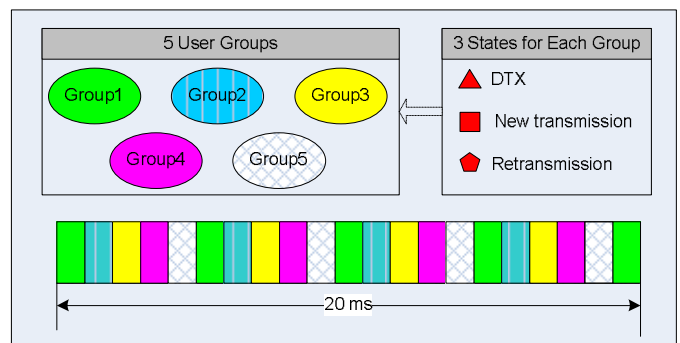 5 User Groups
3 States for Each Group
Group1
Group2
Group3
DTX
New transmission
Group4
Group5
Retransmission
20 ms